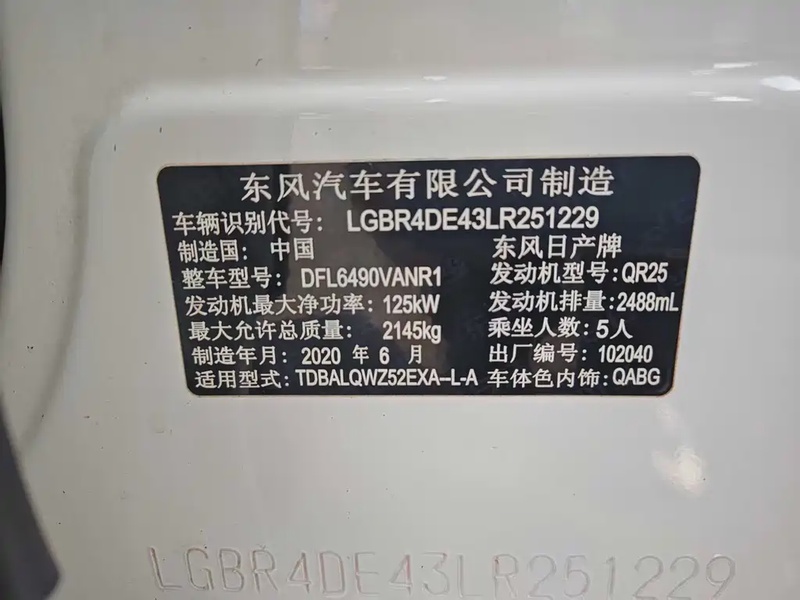 东风汽车有限公司制造
车辆识别代号: LGBR4DE43LR251229
制造国: 中国 东风日产牌
整车型号: DFL6490VANR1 发动机型号:QR25
发动机最大净功率: 125kW 发动机排量: 2488mL
最大允许总质量: 2145kg 乘坐人数: 5人
制造年月: 2020 年 6 月 出厂编号: 102040
适用型式: TDBALQWZ52EXA--L-A 车体色内饰: QABG
LGBR4DE43LR251229